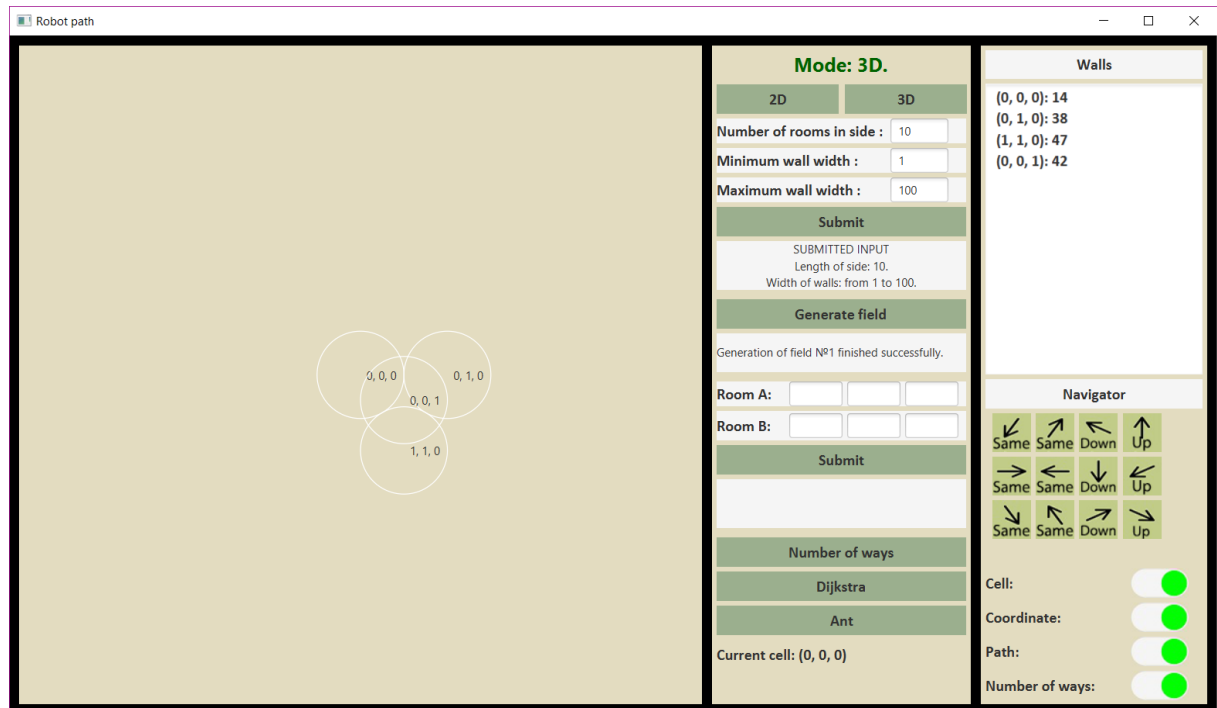 Robot path
0, 0, 0
0, 1, 0
0, 0, 1
1, 1, 0
Mode: 3D.
2D 3D
Number of rooms in side : 10
Minimum wall width : 1
Maximum wall width : 100
Submit
SUBMITTED INPUT
Length of side: 10.
Width of walls: from 1 to 100.
Generate field
Generation of field №1 finished successfully.
Room A:
Room B:
Submit
Number of ways
Dijkstra
Ant
Current cell: (0, 0, 0)
Walls
(0, 0, 0): 14
(0, 1, 0): 38
(1, 1, 0): 47
(0, 0, 1): 42
Navigator
Same Same Down Up
Same Same Down Up
Same Same Down Up
Cell:
Coordinate:
Path:
Number of ways: